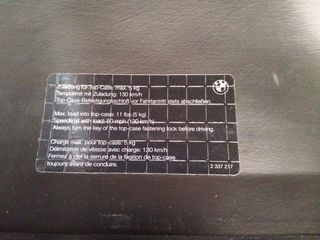 Zuladung für Top-Case: max. 5 kg
Tempolimit mit Zuladung: 130 km/h
Top-Case-Befestigungsschloß vor Fahrtantritt stets abschließen.
Max. load into top-case: 11 lbs (5 kg)
Speedlimit with load: 80 mph (130 km/h)
Always turn the key of the top-case fastening lock before driving.
Charge maxi. pour top-case: 5 kg
Délimitation de vitesse avec charge: 130 km/h
Fermez à clef la serrure de la fixation de top-case
toujours avant de conduire.
2 337 217